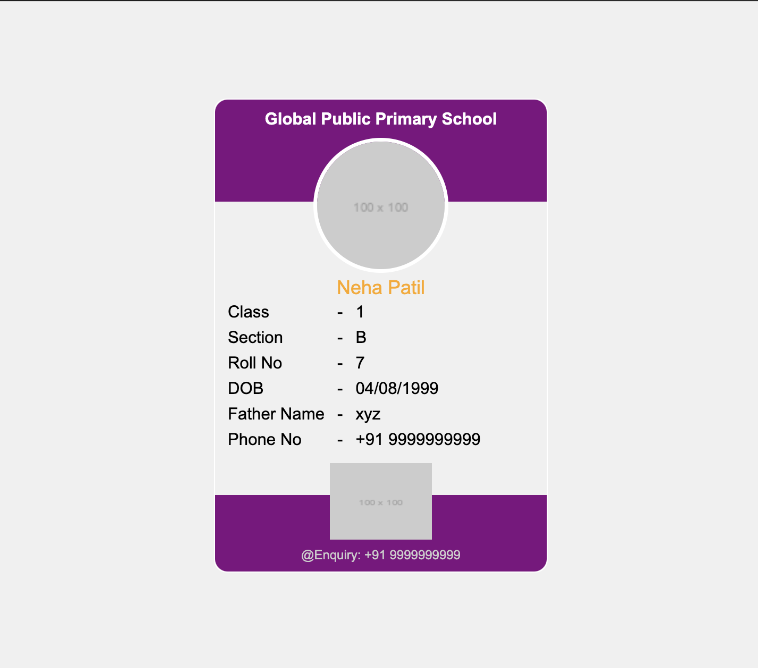 Global Public Primary School
100 x 100
Neha Patil
Class - 1
Section - B
Roll No - 7
DOB - 04/08/1999
Father Name - xyz
Phone No - +91 9999999999
100 x 100
@Enquiry: +91 9999999999